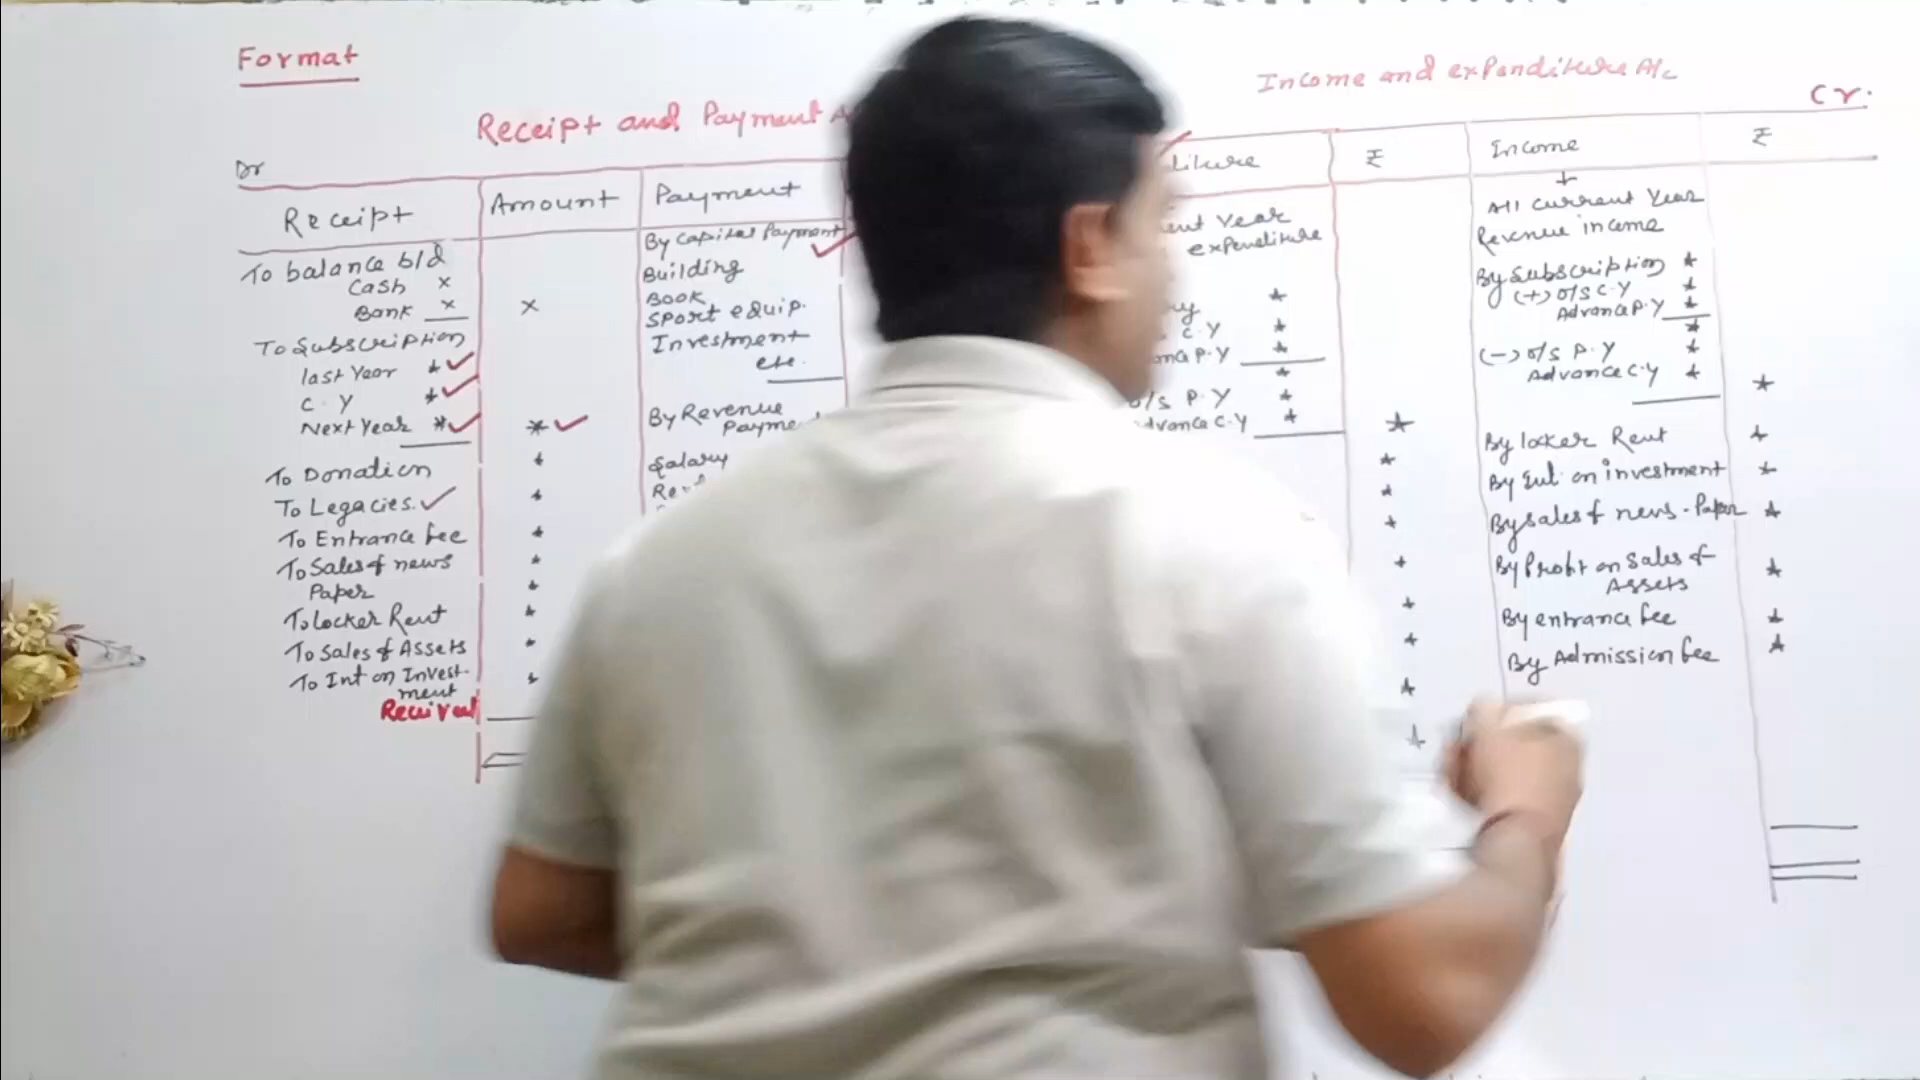 Format
Receipt and Payment
Dr
Receipt
Amount
Payment
To balance b/d
Cash x
Bank x
x
To Subscription
last Year
C. Y
Next Year
To Donation
To Legacies.
To Entrance fee
To Sales of news
Paper
To locker Rent
To Sales of Assets
To Int on Invest-
ment
Received
By capital Payment
Building
Book
Sport equip.
Investment
etc.
By Revenue
Salary
Income and expenditure A/c
Cr.
₹
Income
₹
Year
expenditure
C.Y
P.Y
o/s P.Y
C.Y
+
All current Year
Revenue income
By Subscription
(+) o/s C.Y
Advance P.Y
(-) o/s P.Y
Advance C.Y
By locker Rent
By Int. on investment
By sales of news-Paper
By Profit on Sales of
Assets
By entrance fee
By Admission fee